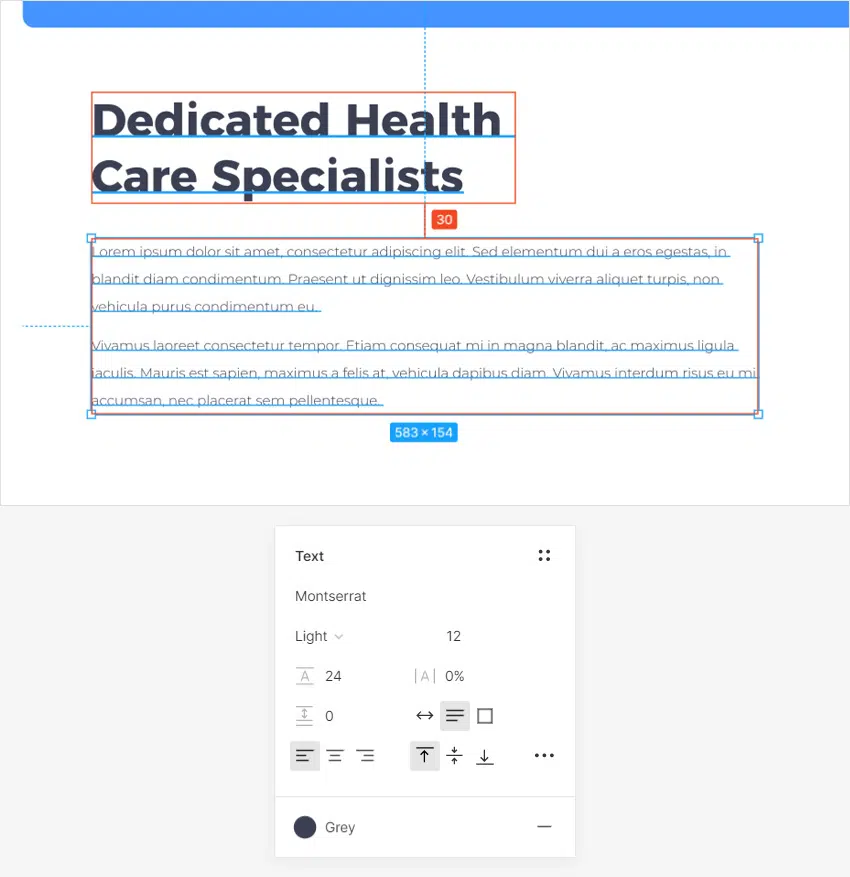 Dedicated Health
Care Specialists
30
Lorem ipsum dolor sit amet, consectetur adipiscing elit. Sed elementum dui a eros egestas, in
blandit diam condimentum. Praesent ut dignissim leo. Vestibulum viverra aliquet turpis, non
vehicula purus condimentum eu.
Vivamus laoreet consectetur tempor. Etiam consequat mi in magna blandit, ac maximus ligula
iaculis. Mauris est sapien, maximus a felis at, vehicula dapibus diam. Vivamus interdum risus eu mi
accumsan, nec placerat sem pellentesque.
583 × 154
Text
Montserrat
Light 12
A 24 |A| 0%
0
Grey